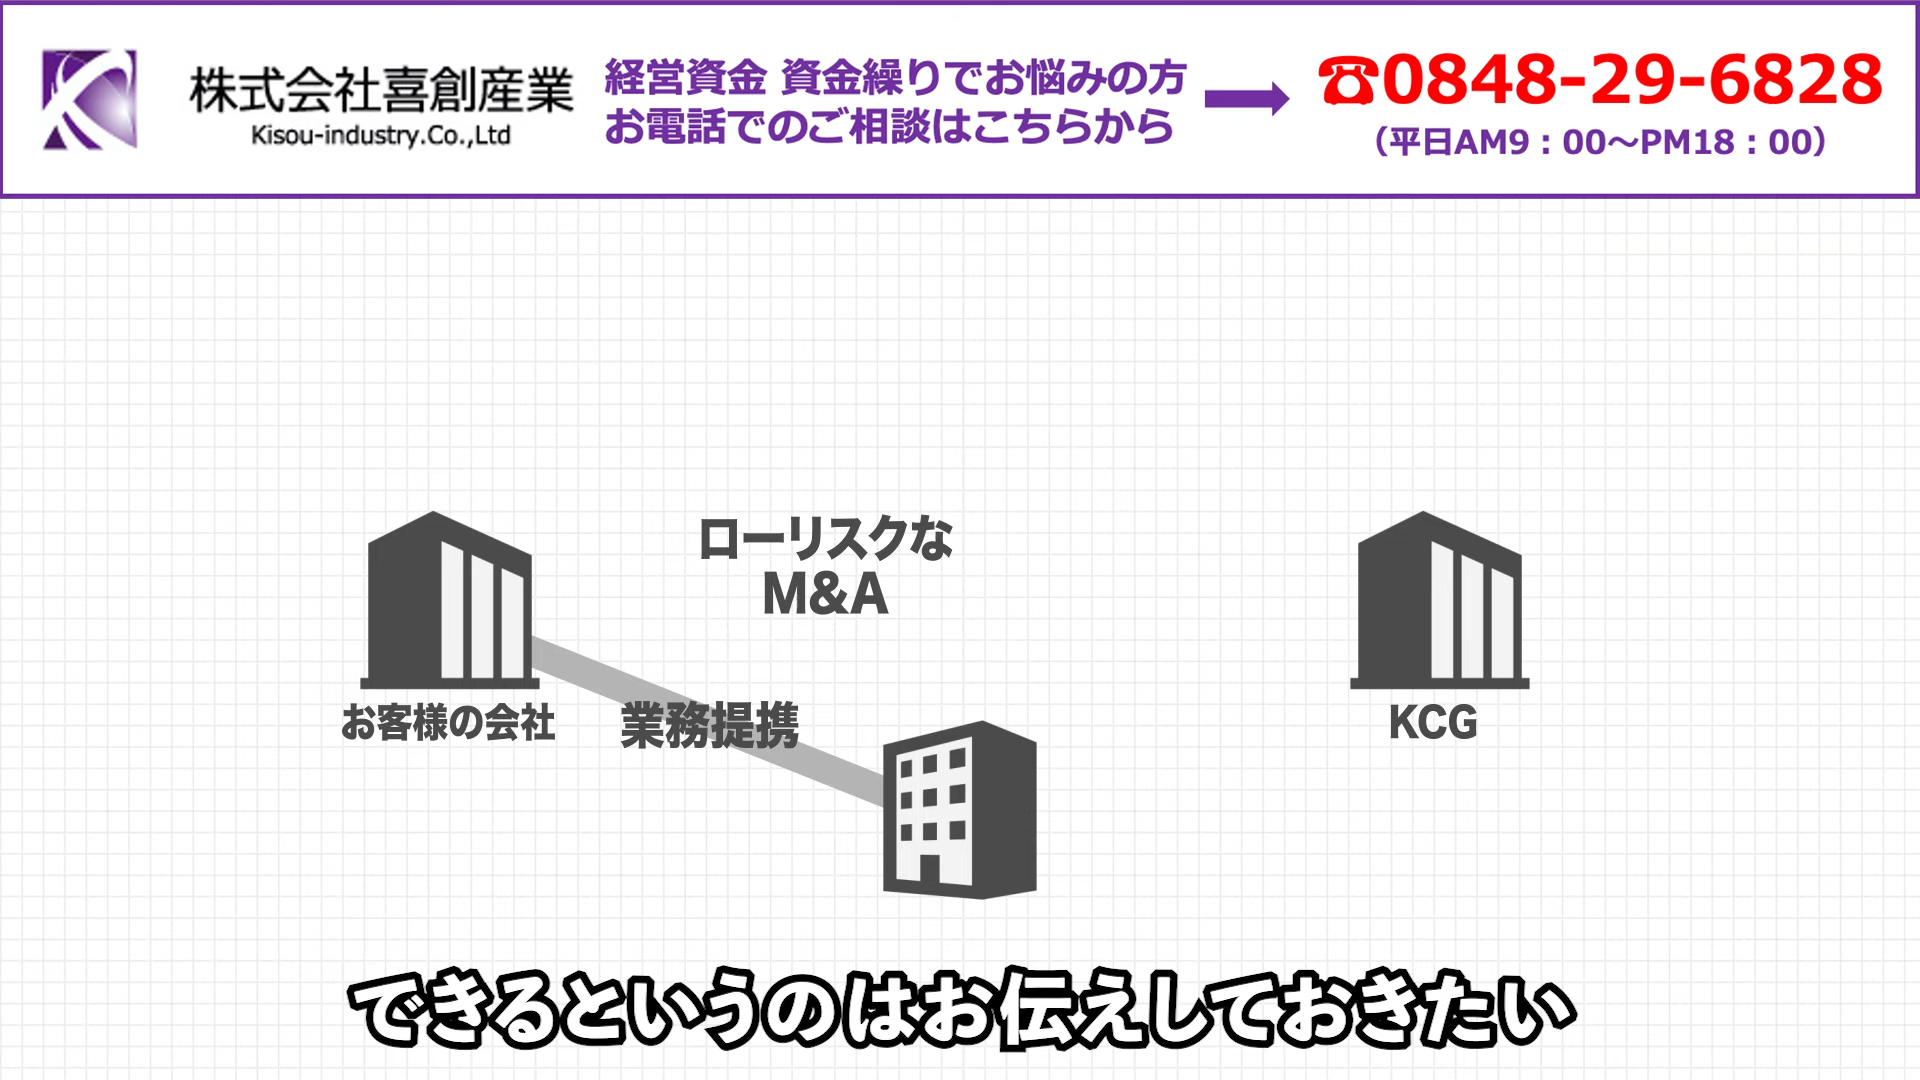 株式会社喜創産業
Kisou-industry.Co.,Ltd
経営資金 資金繰りでお悩みの方
お電話でのご相談はこちらから
☎0848-29-6828
（平日AM9：00～PM18：00）
ローリスクな
M&A
お客様の会社
業務提携
KCG
できるというのはお伝えしておきたい